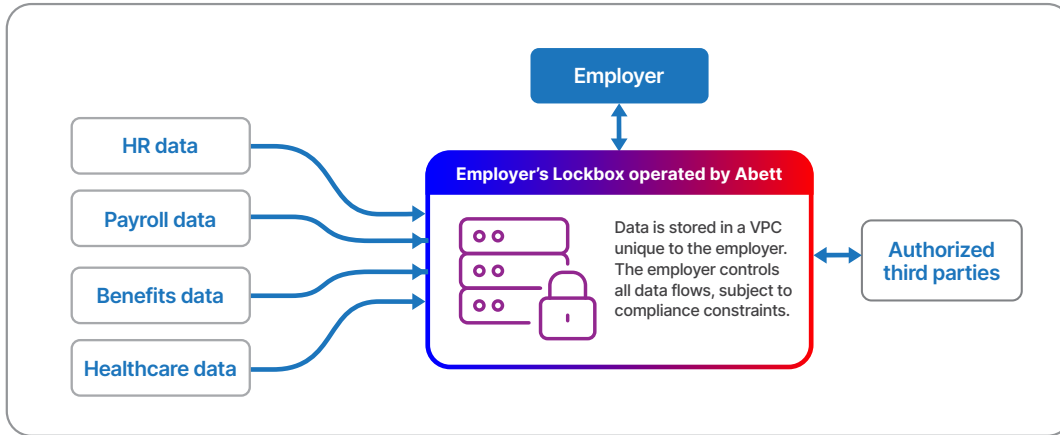 Employer
HR data
Payroll data
Benefits data
Healthcare data
Employer’s Lockbox operated by Abett
Data is stored in a VPC
unique to the employer.
The employer controls
all data flows, subject to
compliance constraints.
Authorized
third parties